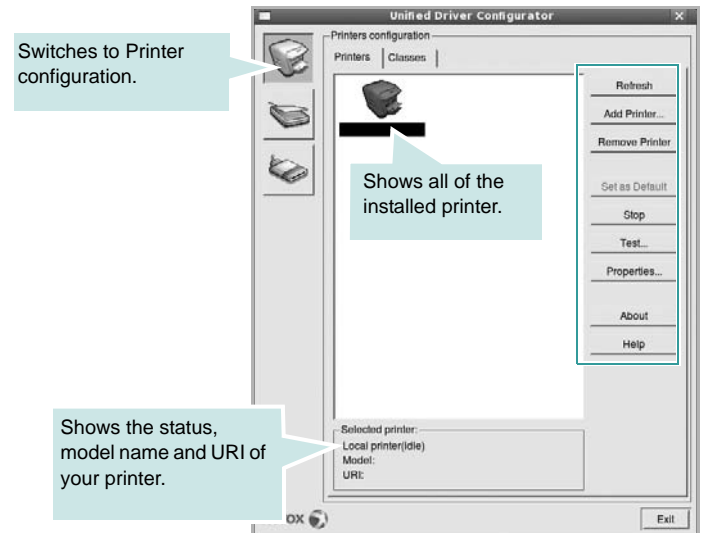 Unified Driver Configurator
Switches to Printer
configuration.
Printers configuration
Printers
Classes
Refresh
Add Printer...
Remove Printer
Shows all of the
installed printer.
Set as Default
Stop
Test...
Properties...
About
Help
Shows the status,
model name and URI of
your printer.
Selected printer:
Local printer(idle)
Model:
URI:
OX
Exit